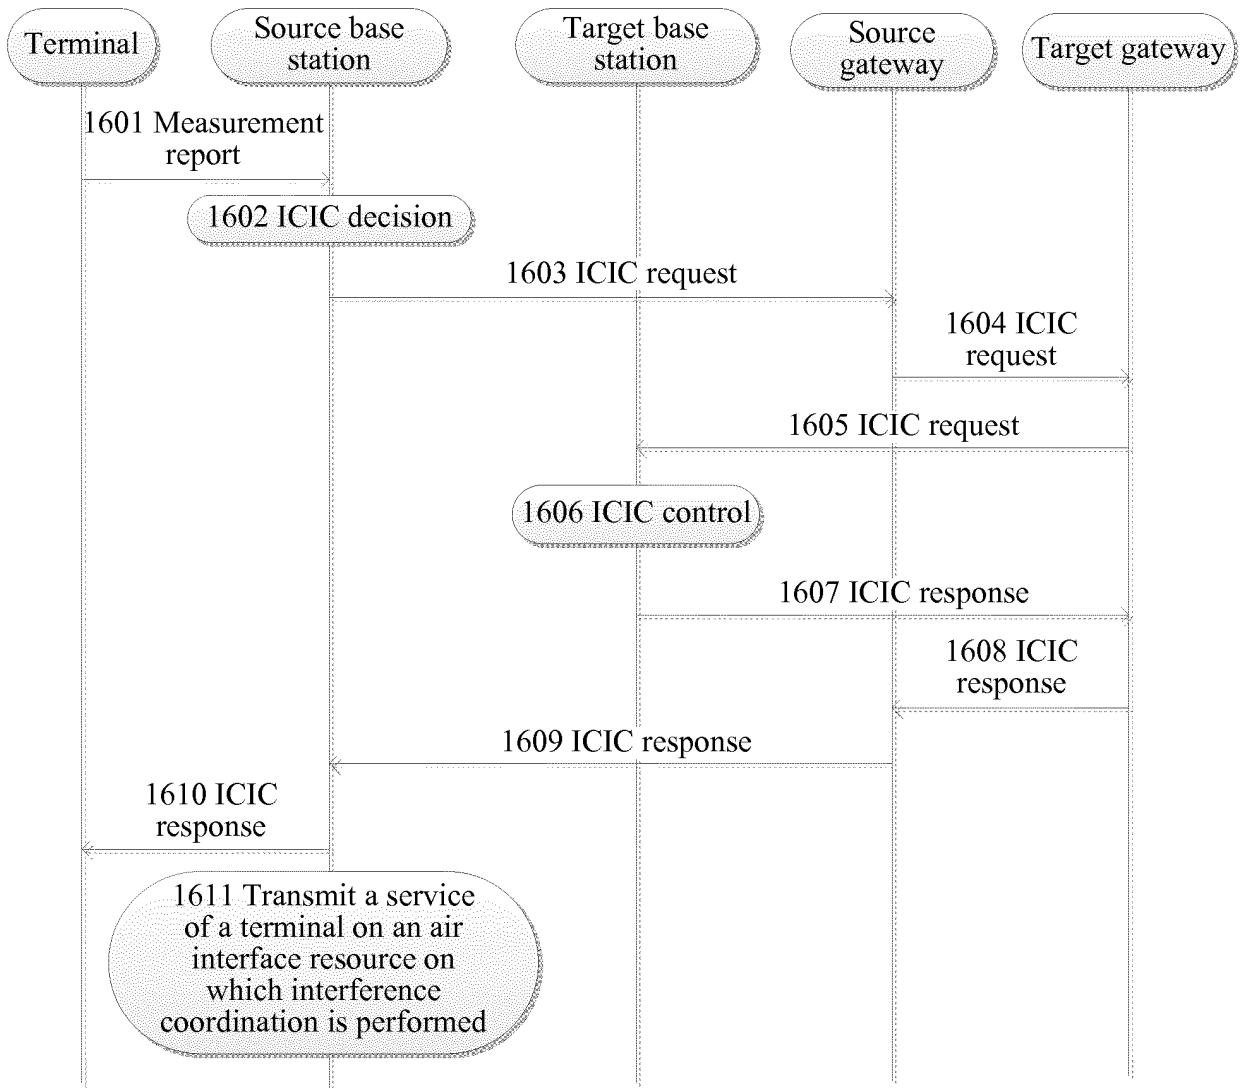 Terminal
Source base
station
Target base
station
Source
gateway
Target gateway
1601 Measurement
report
1602 ICIC decision
1603 ICIC request
1604 ICIC
request
1605 ICIC request
1606 ICIC control
1607 ICIC response
1608 ICIC
response
1609 ICIC response
1610 ICIC
response
1611 Transmit a service
of a terminal on an air
interface resource on
which interference
coordination is performed